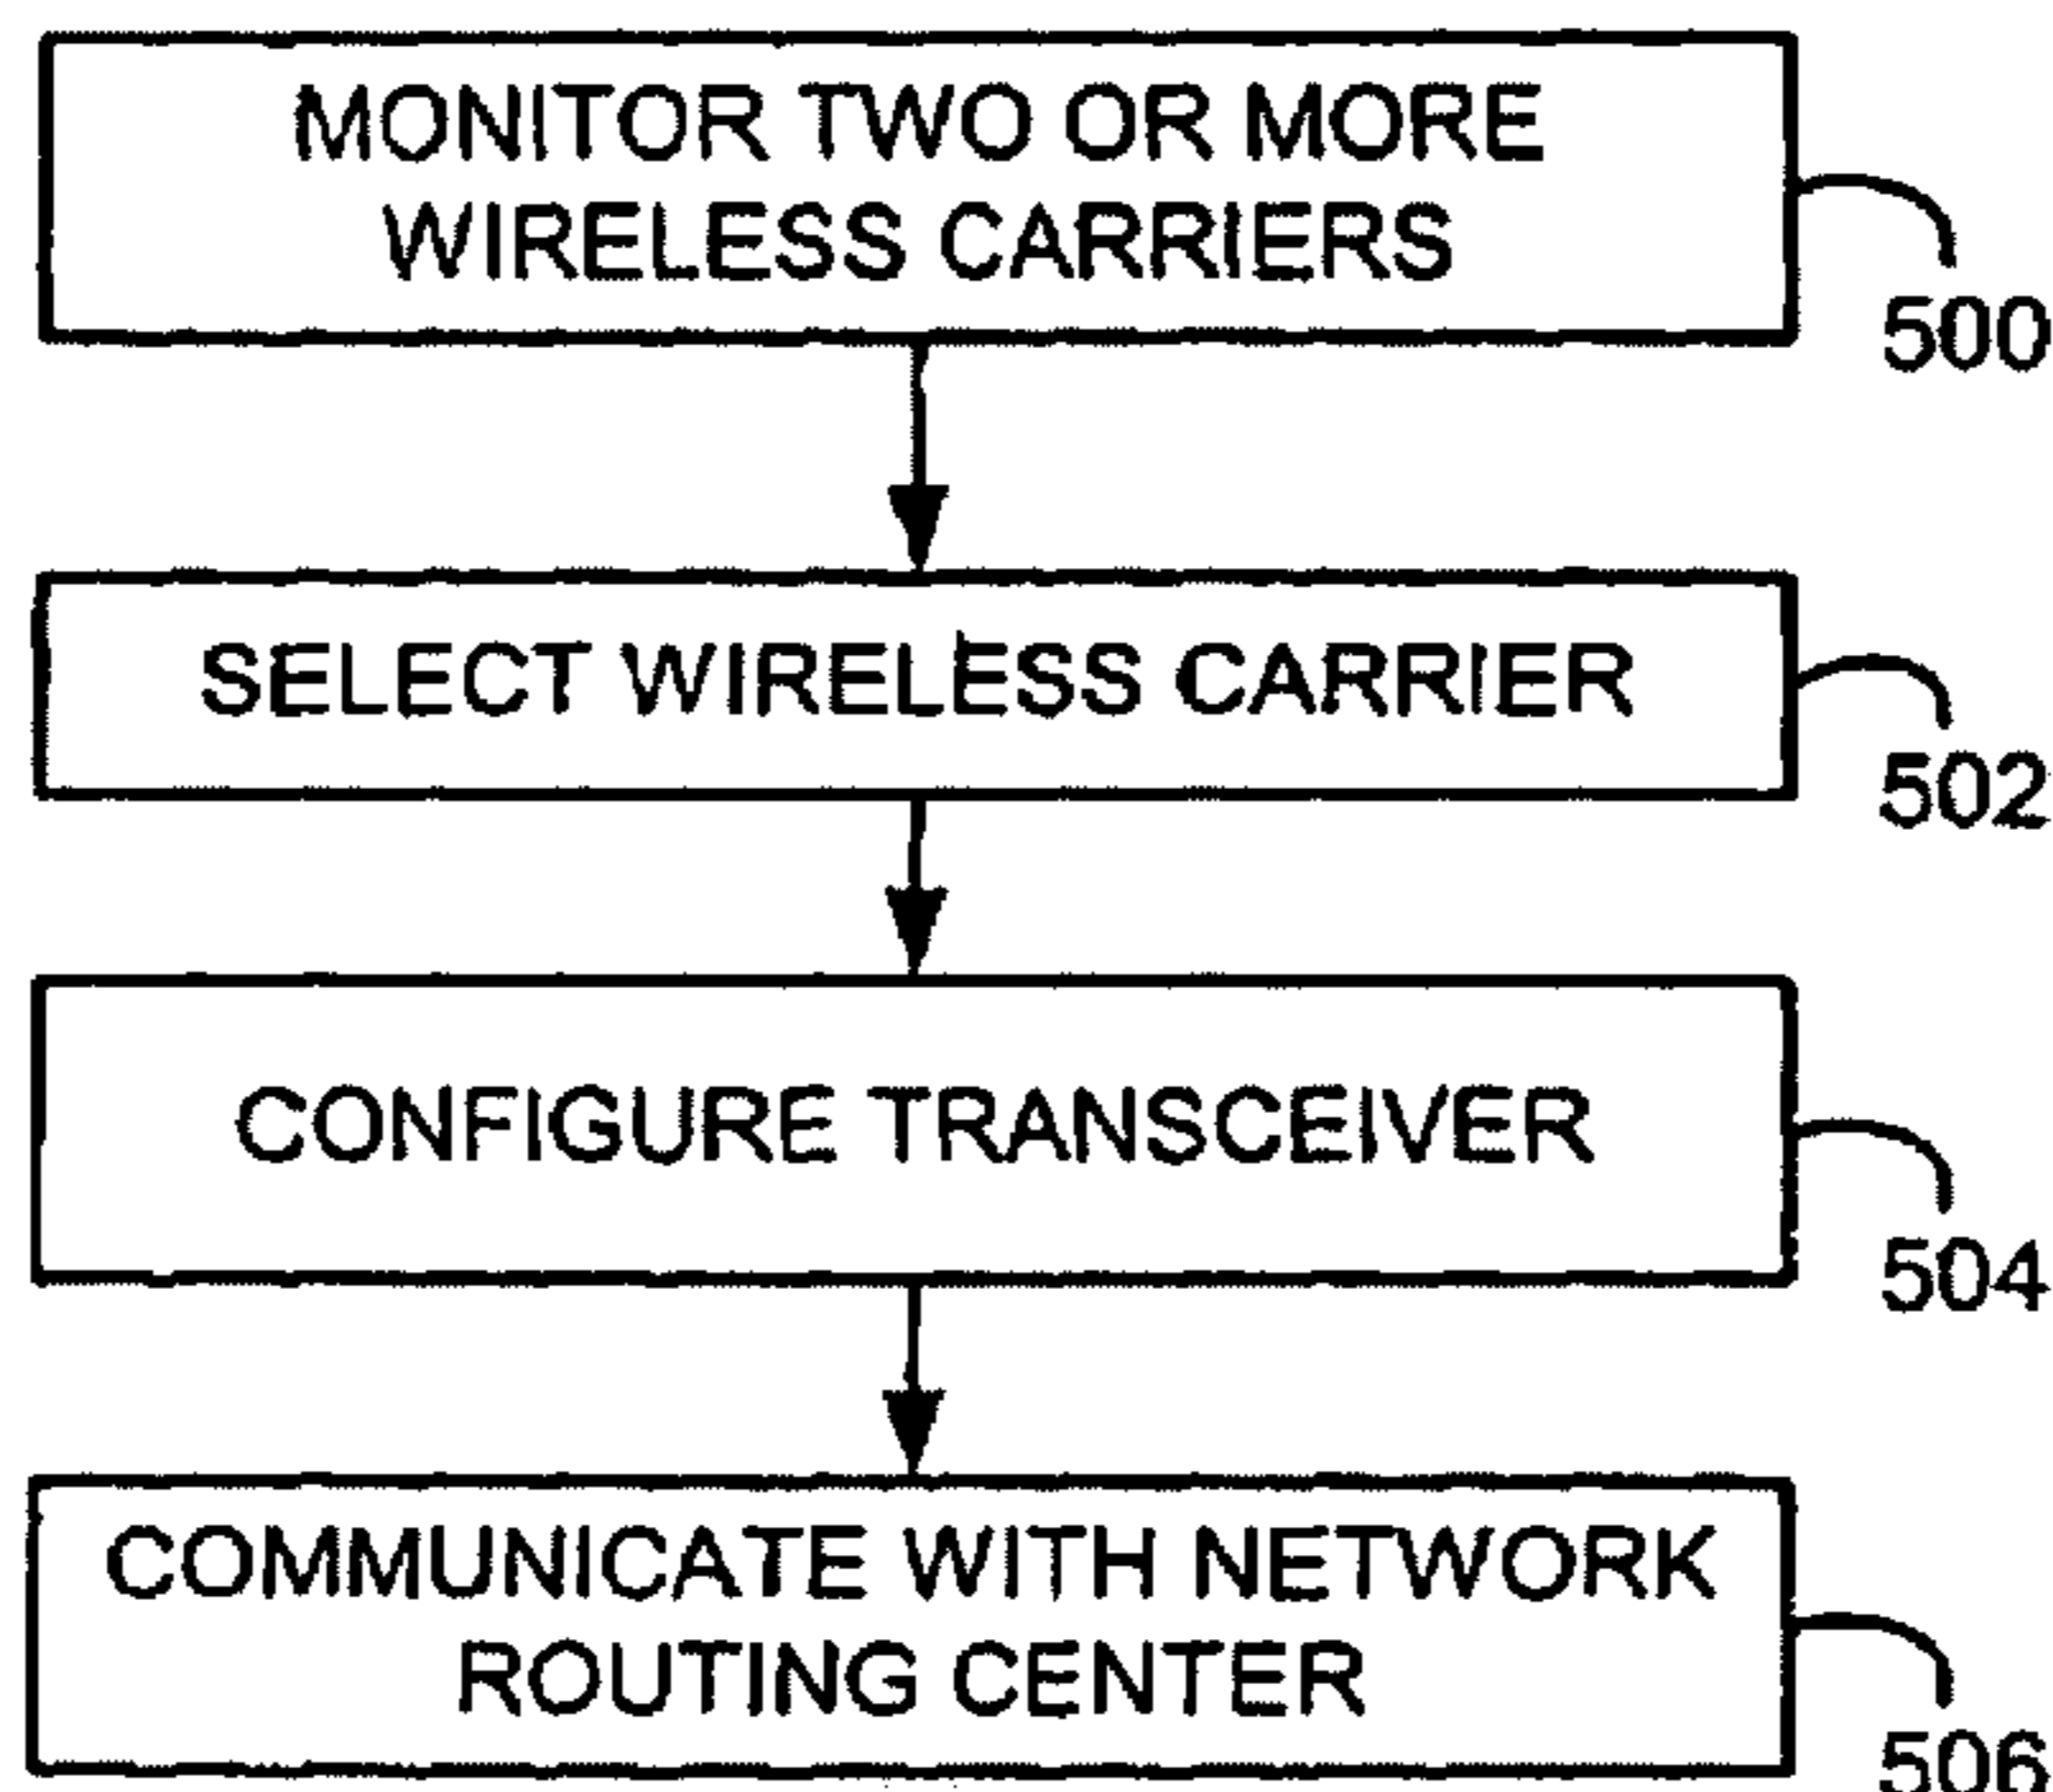 MONITOR TWO OR MORE
WIRELESS CARRIERS
500
SELECT WIRELESS CARRIER
502
CONFIGURE TRANSCEIVER
504
COMMUNICATE WITH NETWORK
ROUTING CENTER
506